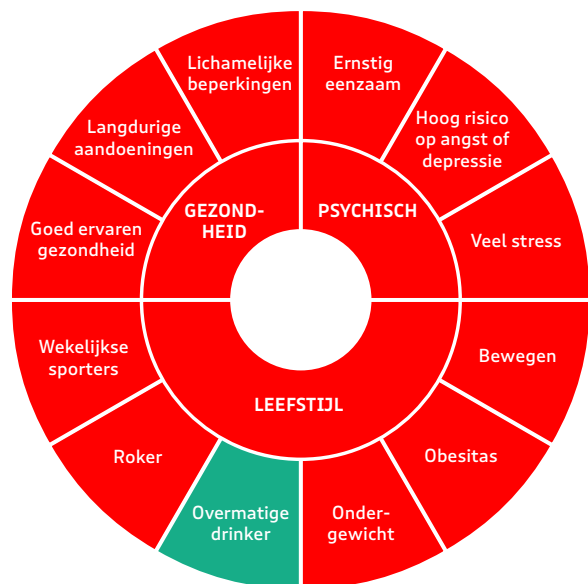 Lichamelijke
beperkingen
Ernstig
eenzaam
Hoog risico
op angst of
depressie
Langdurige
aandoeningen
GEZOND-
HEID
PSYCHISCH
Goed ervaren
gezondheid
Veel stress
Wekelijkse
sporters
Bewegen
LEEFSTIJL
Roker
Obesitas
Overmatige
drinker
Onder-
gewicht